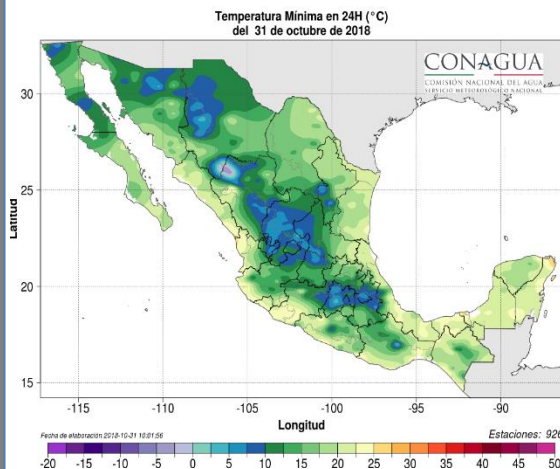 Temperatura Mínima en 24H (°C)
del 31 de octubre de 2018
CONAGUA
COMISIÓN NACIONAL DEL AGUA
SERVICIO METEOROLÓGICO NACIONAL
Latitud
30
25
20
15
-115 -110 -105 -100 -95 -90
Longitud
Fecha de elaboración 2018-10-31 10:01:56
Estaciones: 926
-20 -15 -10 -5 0 5 10 15 20 25 30 35 40 45 50